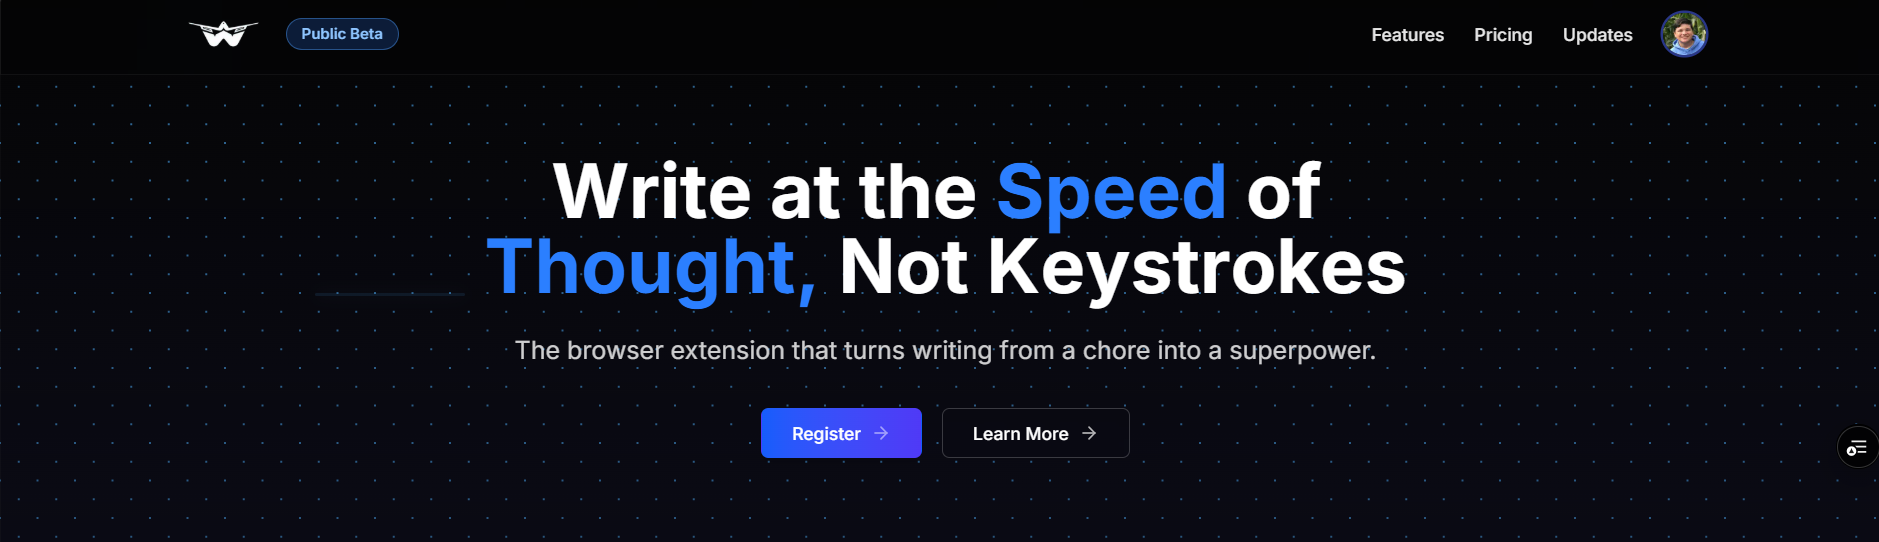 Public Beta
Features
Pricing
Updates
Write at the Speed of
Thought, Not Keystrokes
The browser extension that turns writing from a chore into a superpower.
Register
Learn More